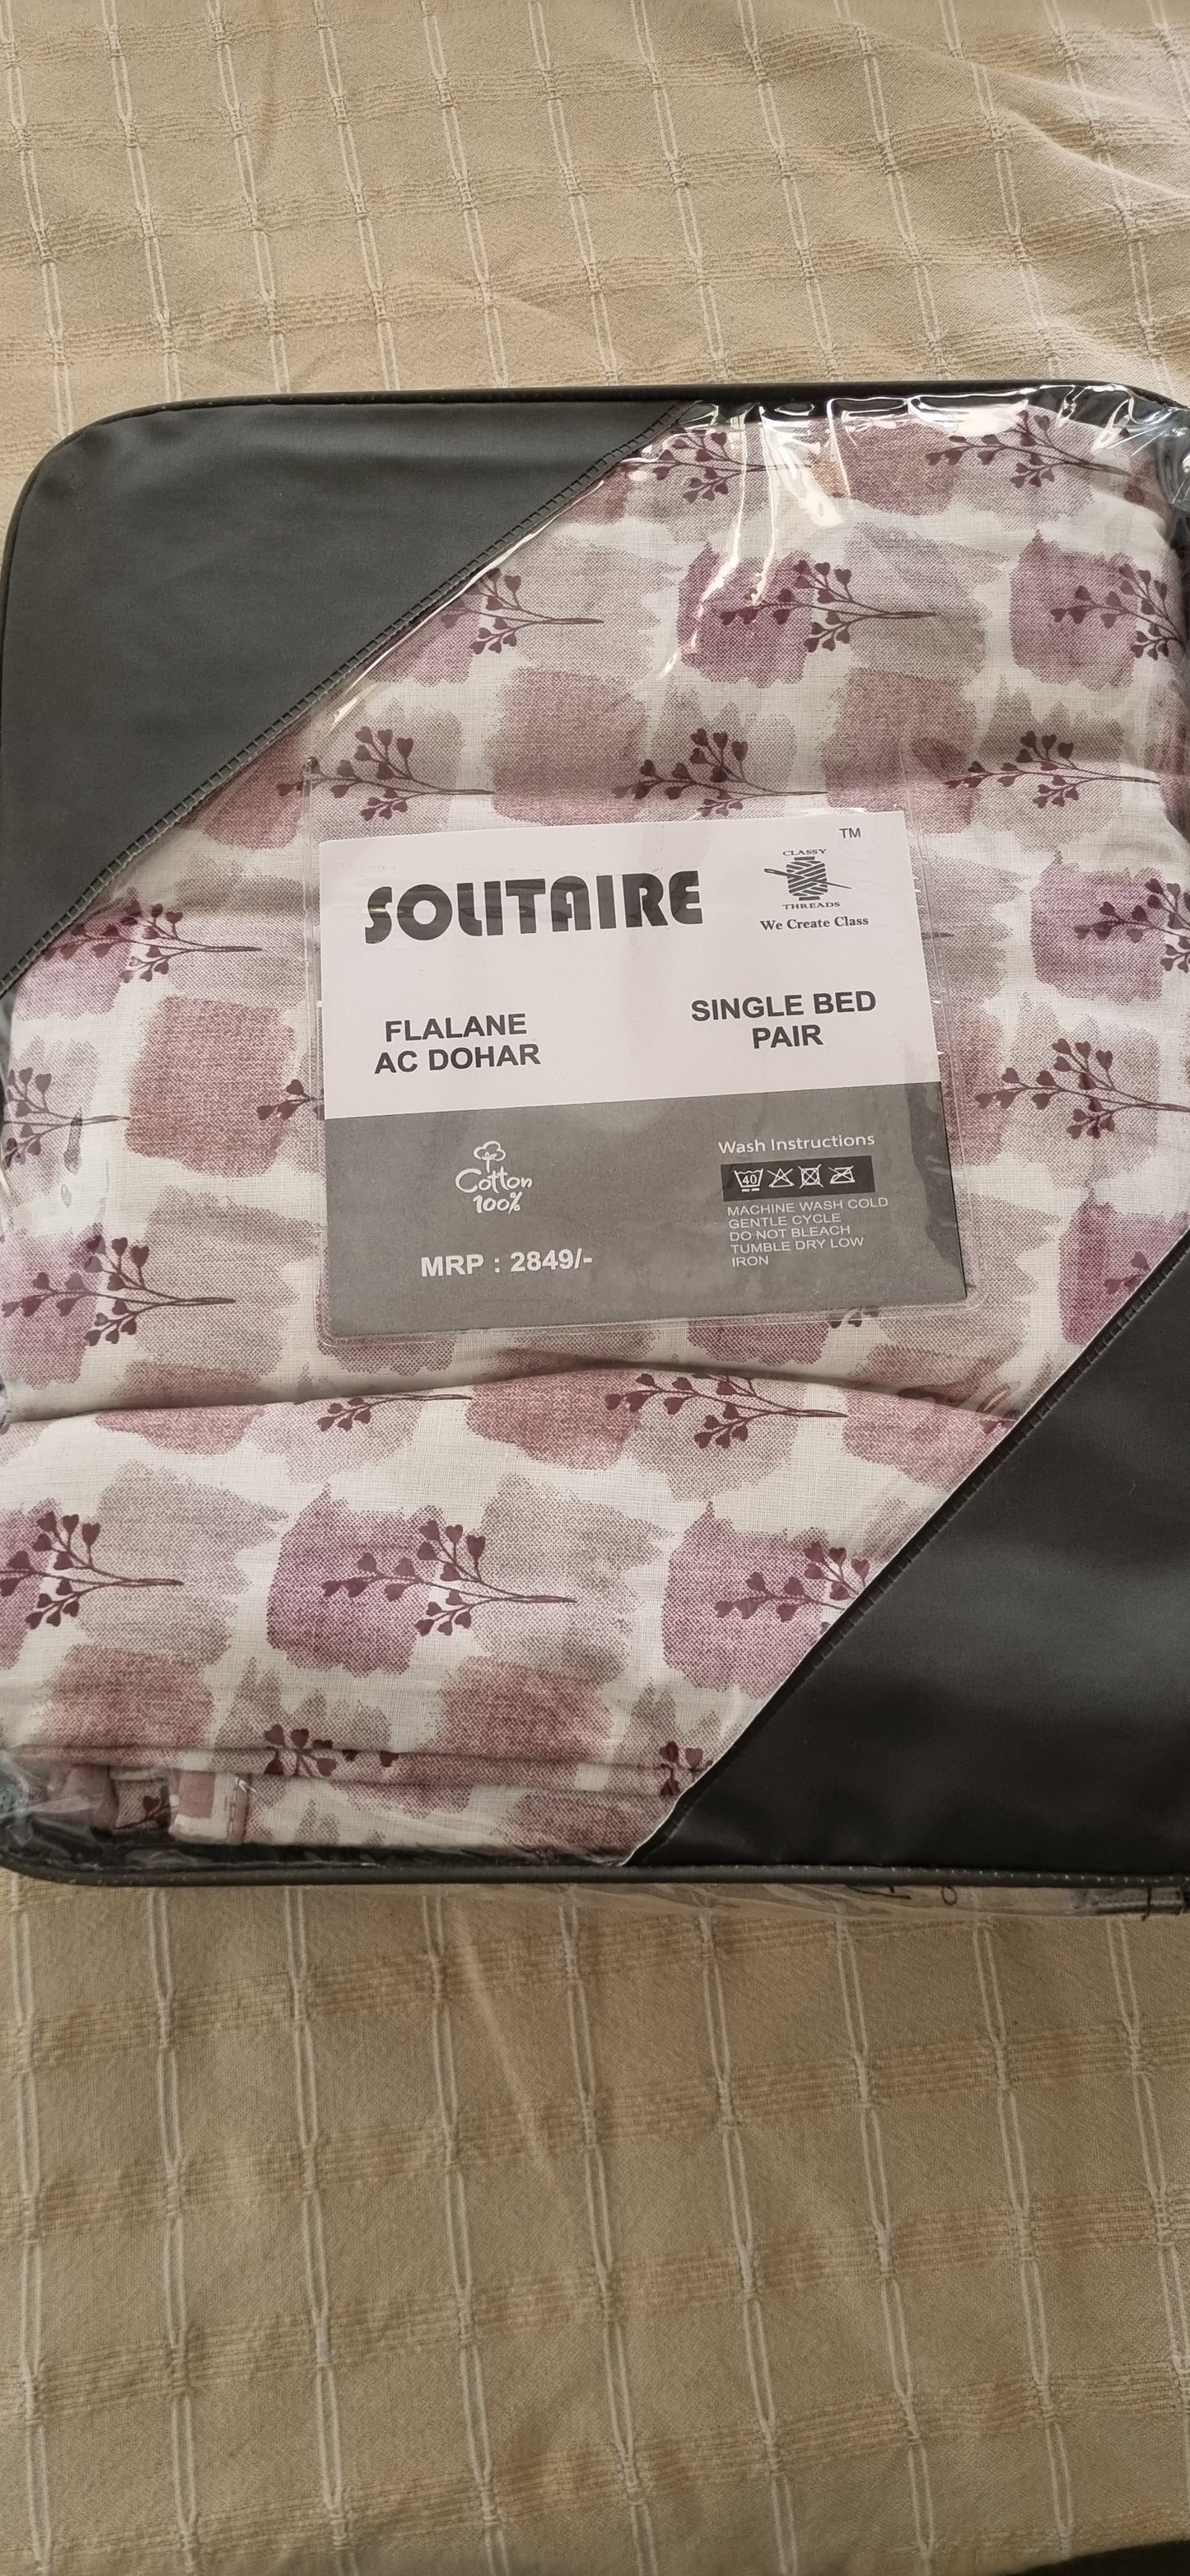 TM
SOLITAIRE
CLASSY
THREADS
We Create Class
FLALANE
AC DOHAR
SINGLE BED
PAIR
Cotton
100%
MRP : 2849/-
Wash Instructions
40
MACHINE WASH COLD
GENTLE CYCLE
DO NOT BLEACH
TUMBLE DRY LOW
IRON